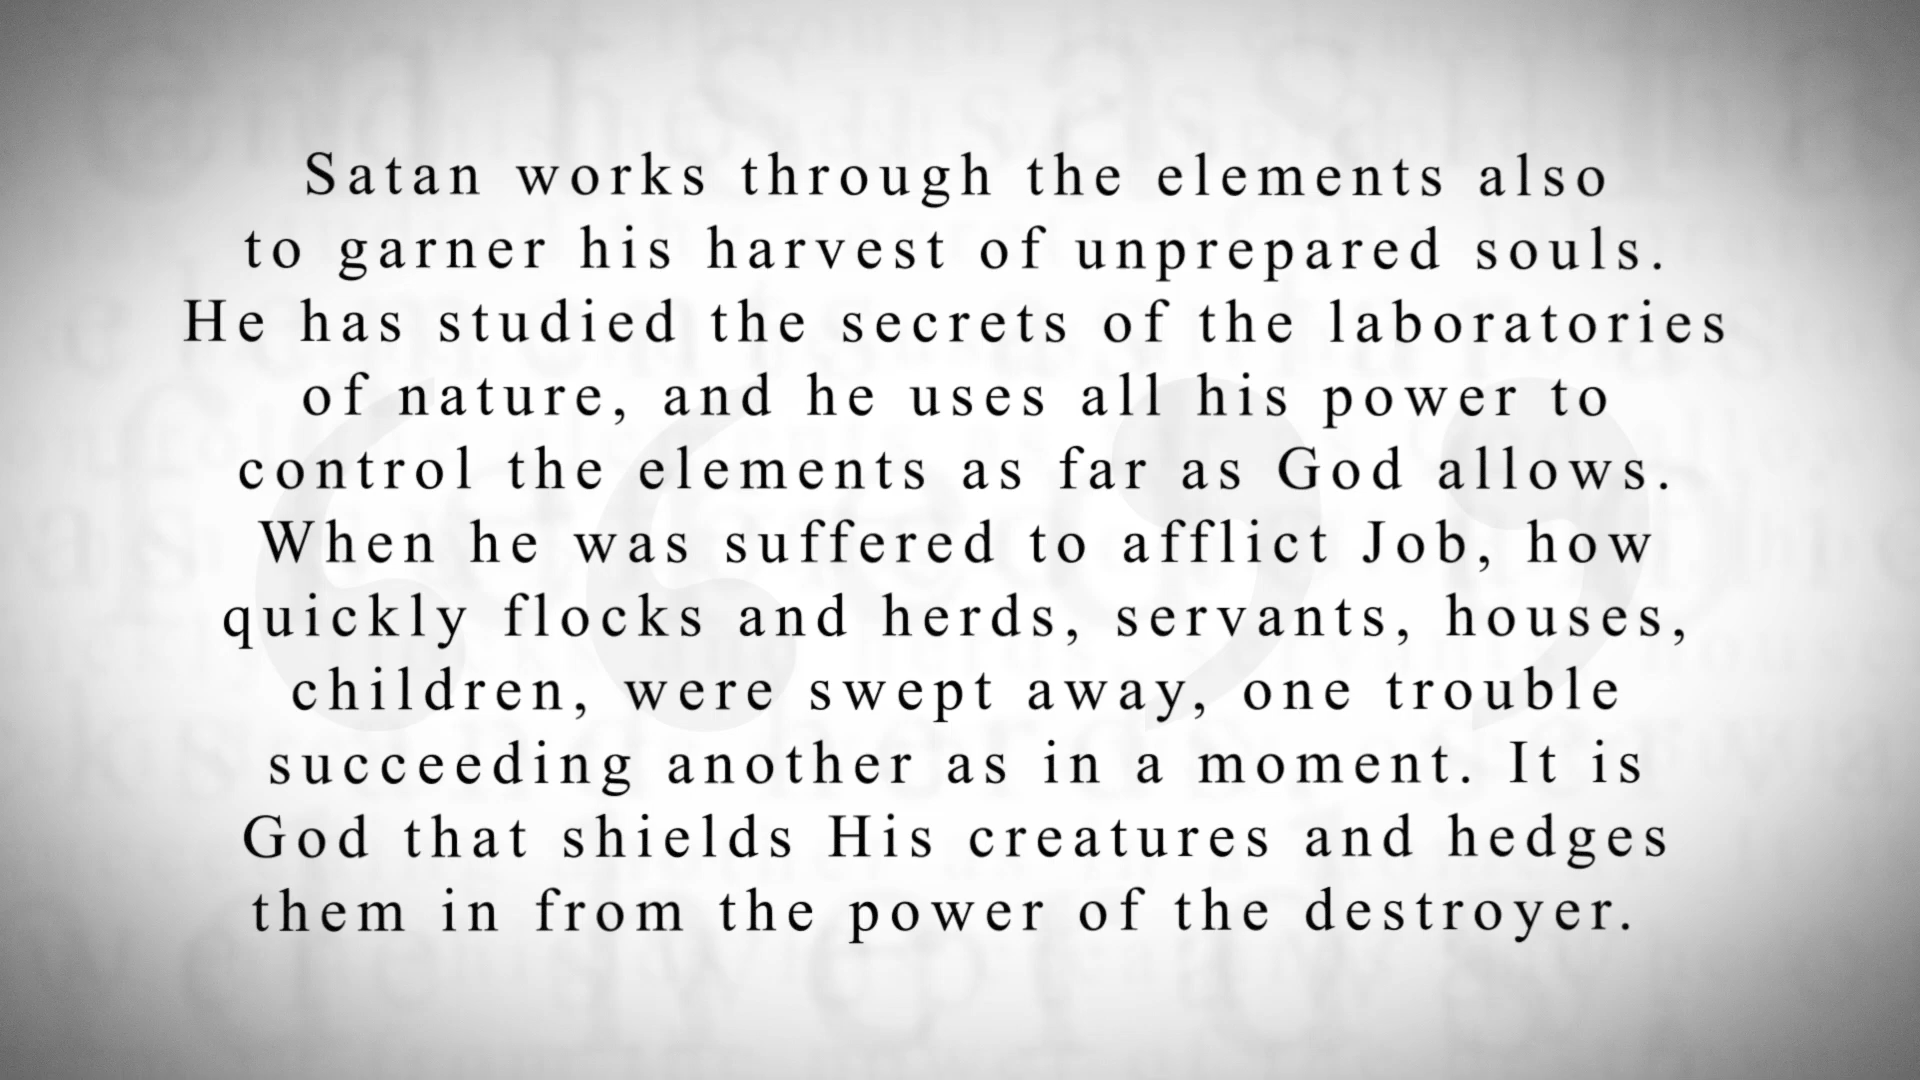 Satan works through the elements also
to garner his harvest of unprepared souls.
He has studied the secrets of the laboratories
of nature, and he uses all his power to
control the elements as far as God allows.
When he was suffered to afflict Job, how
quickly flocks and herds, servants, houses,
children, were swept away, one trouble
succeeding another as in a moment. It is
God that shields His creatures and hedges
them in from the power of the destroyer.